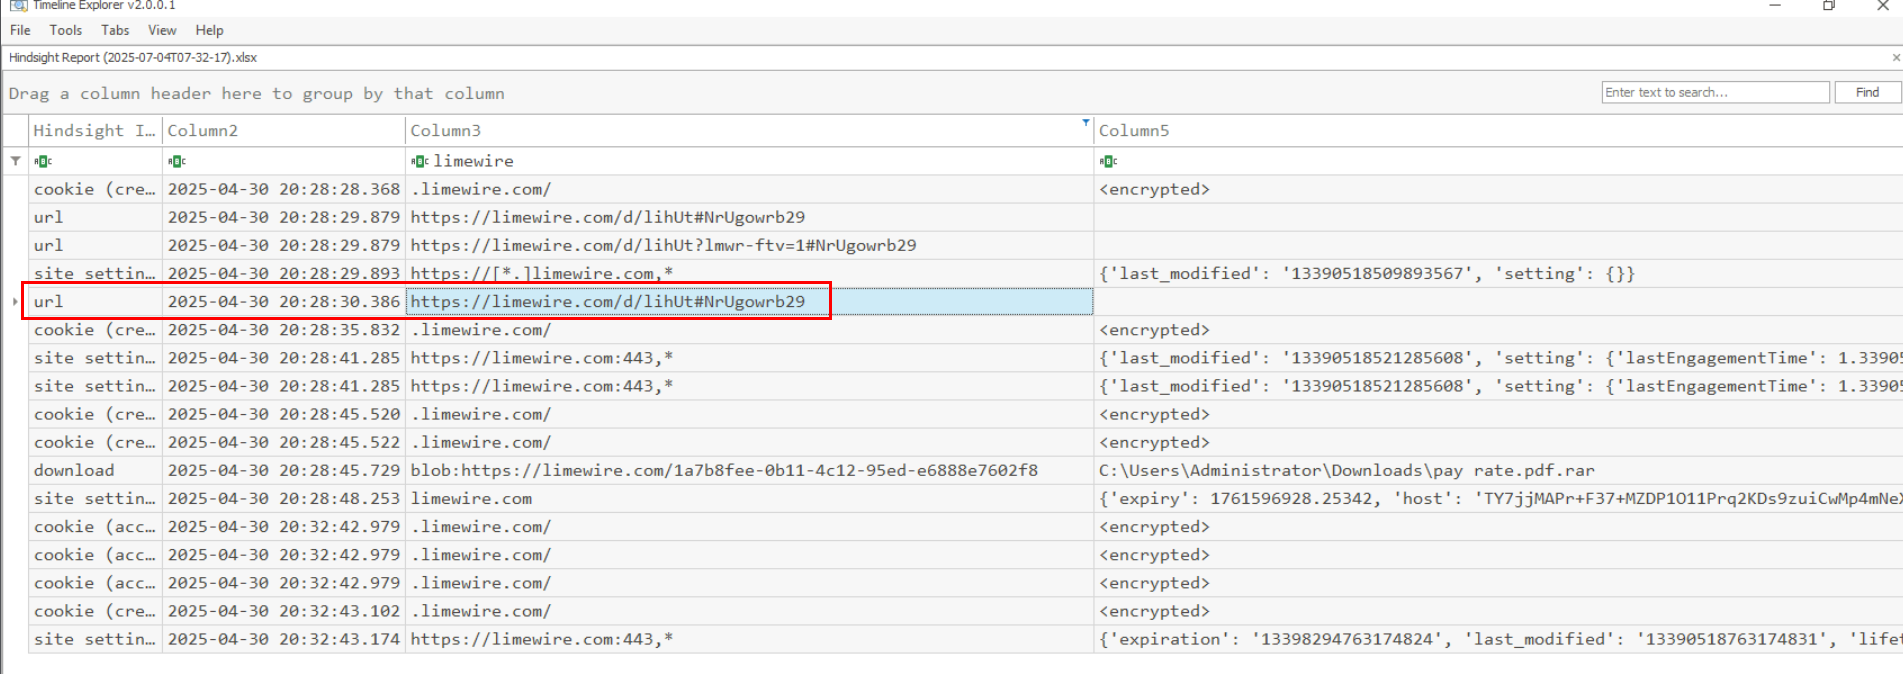 Timeline Explorer v2.0.0.1
File Tools Tabs View Help
Hindsight Report (2025-07-04T07-32-17).xlsx
Drag a column header here to group by that column
Enter text to search... Find
Hindsight I… Column2 Column3 Column5
limewire
cookie (cre… 2025-04-30 20:28:28.368 .limewire.com/ <encrypted>
url 2025-04-30 20:28:29.879 https://limewire.com/d/lihUt#NrUgowrb29
url 2025-04-30 20:28:29.879 https://limewire.com/d/lihUt?lmwr-ftv=1#NrUgowrb29
site settin… 2025-04-30 20:28:29.893 https://[*.]limewire.com,* {'last_modified': '13390518509893567', 'setting': {}}
url 2025-04-30 20:28:30.386 https://limewire.com/d/lihUt#NrUgowrb29
cookie (cre… 2025-04-30 20:28:35.832 .limewire.com/ <encrypted>
site settin… 2025-04-30 20:28:41.285 https://limewire.com:443,* {'last_modified': '13390518521285608', 'setting': {'lastEngagementTime': 1.33905
site settin… 2025-04-30 20:28:41.285 https://limewire.com:443,* {'last_modified': '13390518521285608', 'setting': {'lastEngagementTime': 1.33905
cookie (cre… 2025-04-30 20:28:45.520 .limewire.com/ <encrypted>
cookie (cre… 2025-04-30 20:28:45.522 .limewire.com/ <encrypted>
download 2025-04-30 20:28:45.729 blob:https://limewire.com/1a7b8fee-0b11-4c12-95ed-e6888e7602f8 C:\Users\Administrator\Downloads\pay rate.pdf.rar
site settin… 2025-04-30 20:28:48.253 limewire.com {'expiry': 1761596928.25342, 'host': 'TY7jjMAPr+F37+MZDP1O11Prq2KDs9zuiCwMp4mNeX
cookie (acc… 2025-04-30 20:32:42.979 .limewire.com/ <encrypted>
cookie (acc… 2025-04-30 20:32:42.979 .limewire.com/ <encrypted>
cookie (acc… 2025-04-30 20:32:42.979 .limewire.com/ <encrypted>
cookie (cre… 2025-04-30 20:32:43.102 .limewire.com/ <encrypted>
site settin… 2025-04-30 20:32:43.174 https://limewire.com:443,* {'expiration': '13398294763174824', 'last_modified': '13390518763174831', 'lifet